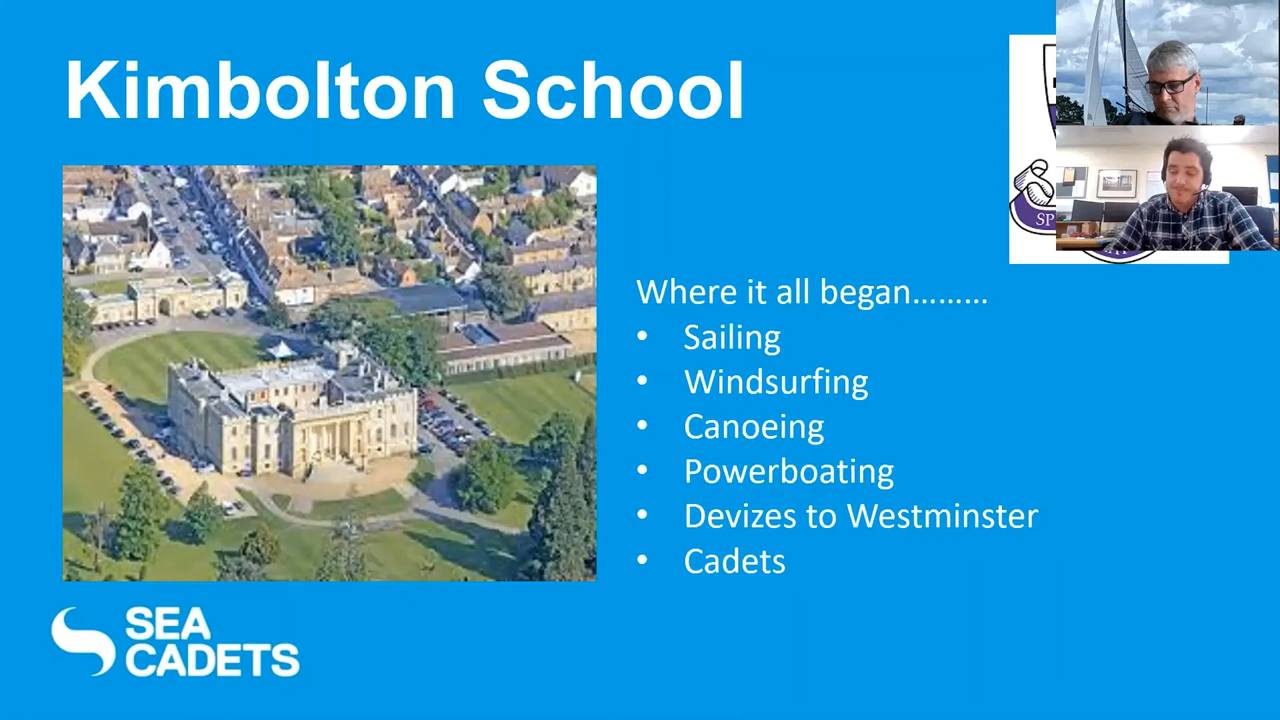 Kimbolton School
Where it all began………
• Sailing
• Windsurfing
• Canoeing
• Powerboating
• Devizes to Westminster
• Cadets
SEA
CADETS